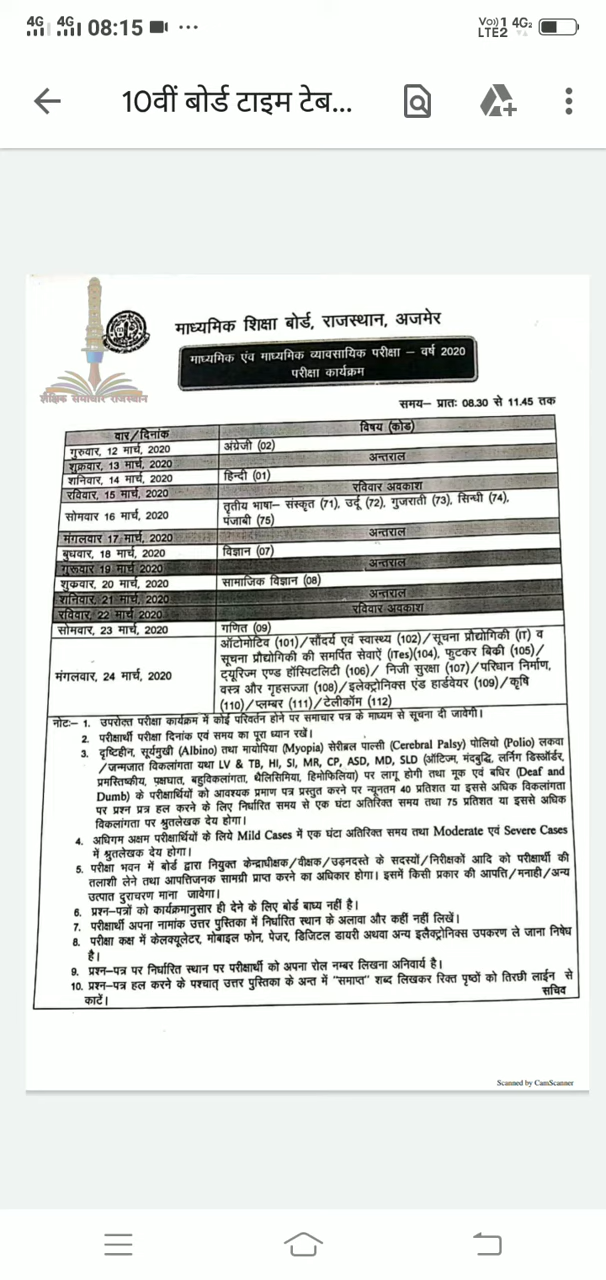 4G 4G 08:15 ... Vo)) 1 4G2
LTE2
10वीं बोर्ड टाइम टेब...
माध्यमिक शिक्षा बोर्ड, राजस्थान, अजमेर
माध्यमिक एवं माध्यमिक व्यावसायिक परीक्षा – वर्ष 2020
परीक्षा कार्यक्रम
शैक्षिक समाचार राजस्थान
समय– प्रातः 08.30 से 11.45 तक
वार/दिनांक विषय (कोड)
गुरुवार, 12 मार्च, 2020 अंग्रेजी (02)
शुक्रवार, 13 मार्च, 2020 अन्तराल
शनिवार, 14 मार्च, 2020 हिन्दी (01)
रविवार, 15 मार्च, 2020 रविवार अवकाश
सोमवार 16 मार्च, 2020 तृतीय भाषा– संस्कृत (71), उर्दू (72), गुजराती (73), सिन्धी (74),
पंजाबी (75)
मंगलवार 17 मार्च, 2020 अन्तराल
बुधवार, 18 मार्च, 2020 विज्ञान (07)
गुरूवार 19 मार्च, 2020 अन्तराल
शुक्रवार, 20 मार्च, 2020 सामाजिक विज्ञान (08)
शनिवार, 21 मार्च, 2020 अन्तराल
रविवार, 22 मार्च, 2020 रविवार अवकाश
सोमवार, 23 मार्च, 2020 गणित (09)
मंगलवार, 24 मार्च, 2020 ऑटोमोटिव (101)/सौंदर्य एवं स्वास्थ्य (102)/सूचना प्रौद्योगिकी (IT) व
सूचना प्रौद्योगिकी की समर्पित सेवाऐं (ITes)(104), फुटकर बिकी (105)/
ट्यूरिज्म एण्ड हॉस्पिटलिटी (106)/ निजी सुरक्षा (107)/परिधान निर्माण,
वस्त्र और गृहसज्जा (108)/इलेक्ट्रोनिक्स एंड हार्डवेयर (109)/कृषि
(110)/प्लम्बर (111)/टेलीकॉम (112)
नोटः– 1. उपरोक्त परीक्षा कार्यक्रम में कोई परिवर्तन होने पर समाचार पत्र के माध्यम से सूचना दी जावेगी।
2. परीक्षार्थी परीक्षा दिनांक एवं समय का पूरा ध्यान रखें।
3. दृष्टिहीन, सूर्यमुखी (Albino) तथा मायोपिया (Myopia) सेरीब्रल पाल्सी (Cerebral Palsy) पोलियो (Polio) लकवा
/जन्मजात विकलांगता यथा LV & TB, HI, SI, MR, CP, ASD, MD, SLD (ऑटिज्म, मंदबुद्धि, लर्निग डिस्ऑर्डर,
प्रमस्तिष्कीय, पक्षघात, बहुविकलांगता, थैलिसिमिया, हिमोफिलिया) पर लागू होगी तथा मूक एवं बधिर (Deaf and
Dumb) के परीक्षार्थियों को आवश्यक प्रमाण पत्र प्रस्तुत करने पर न्यूनतम 40 प्रतिशत या इससे अधिक विकलांगता
पर प्रश्न प्रत्र हल करने के लिए निर्धारित समय से एक घंटा अतिरिक्त समय तथा 75 प्रतिशत या इससे अधिक
विकलांगता पर श्रुतलेखक देय होगा।
4. अधिगम अक्षम परीक्षार्थियों के लिये Mild Cases में एक घंटा अतिरिक्त समय तथा Moderate एवं Severe Cases
में श्रुतलेखक देय होगा।
5. परीक्षा भवन में बोर्ड द्वारा नियुक्त केन्द्राधीक्षक/वीक्षक/उड़नदस्ते के सदस्यों/निरीक्षकों आदि को परीक्षार्थी की
तलाशी लेने तथा आपत्तिजनक सामग्री प्राप्त करने का अधिकार होगा। इसमें किसी प्रकार की आपत्ति/मनाही/अन्य
उत्पात दुराचरण माना जावेगा।
6. प्रश्न–पत्रों को कार्यक्रमानुसार ही देने के लिए बोर्ड बाध्य नहीं है।
7. परीक्षार्थी अपना नामांक उत्तर पुस्तिका में निर्धारित स्थान के अलावा और कहीं नहीं लिखें।
8. परीक्षा कक्ष में केलक्यूलेटर, मोबाइल फोन, पेजर, डिजिटल डायरी अथवा अन्य इलैक्ट्रोनिक्स उपकरण ले जाना निषेध
है।
9. प्रश्न–पत्र पर निर्धारित स्थान पर परीक्षार्थी को अपना रोल नम्बर लिखना अनिवार्य है।
10. प्रश्न–पत्र हल करने के पश्चात् उत्तर पुस्तिका के अन्त में "समाप्त" शब्द लिखकर रिक्त पृष्ठों को तिरछी लाईन से
काटें।
सचिव
Scanned by CamScanner